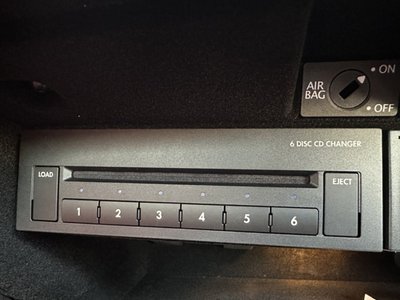 • ON
AIR
BAG
• OFF
6 DISC CD CHANGER
LOAD
EJECT
1 2 3 4 5 6